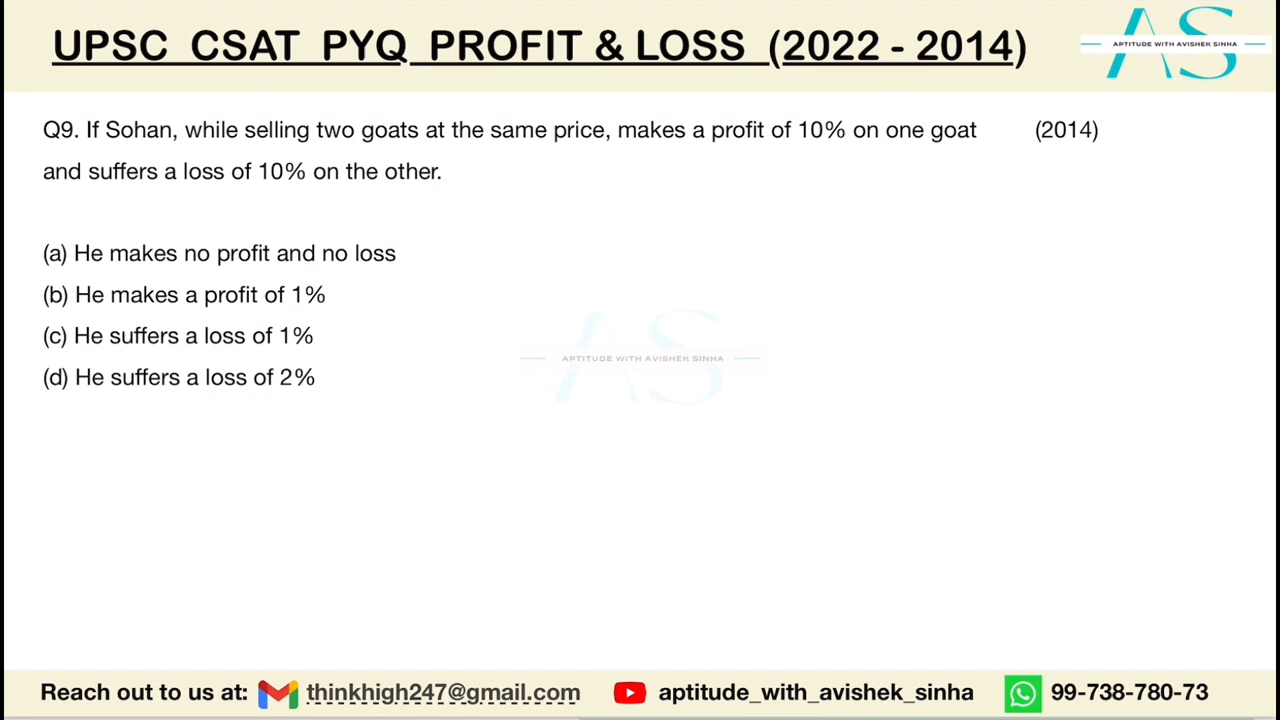 UPSC CSAT PYQ PROFIT & LOSS (2022 - 2014)
AS
APTITUDE WITH AVISHEK SINHA
Q9. If Sohan, while selling two goats at the same price, makes a profit of 10% on one goat (2014)
and suffers a loss of 10% on the other.
(a) He makes no profit and no loss
(b) He makes a profit of 1%
(c) He suffers a loss of 1%
(d) He suffers a loss of 2%
AS
APTITUDE WITH AVISHEK SINHA
Reach out to us at: thinkhigh247@gmail.com aptitude_with_avishek_sinha 99-738-780-73